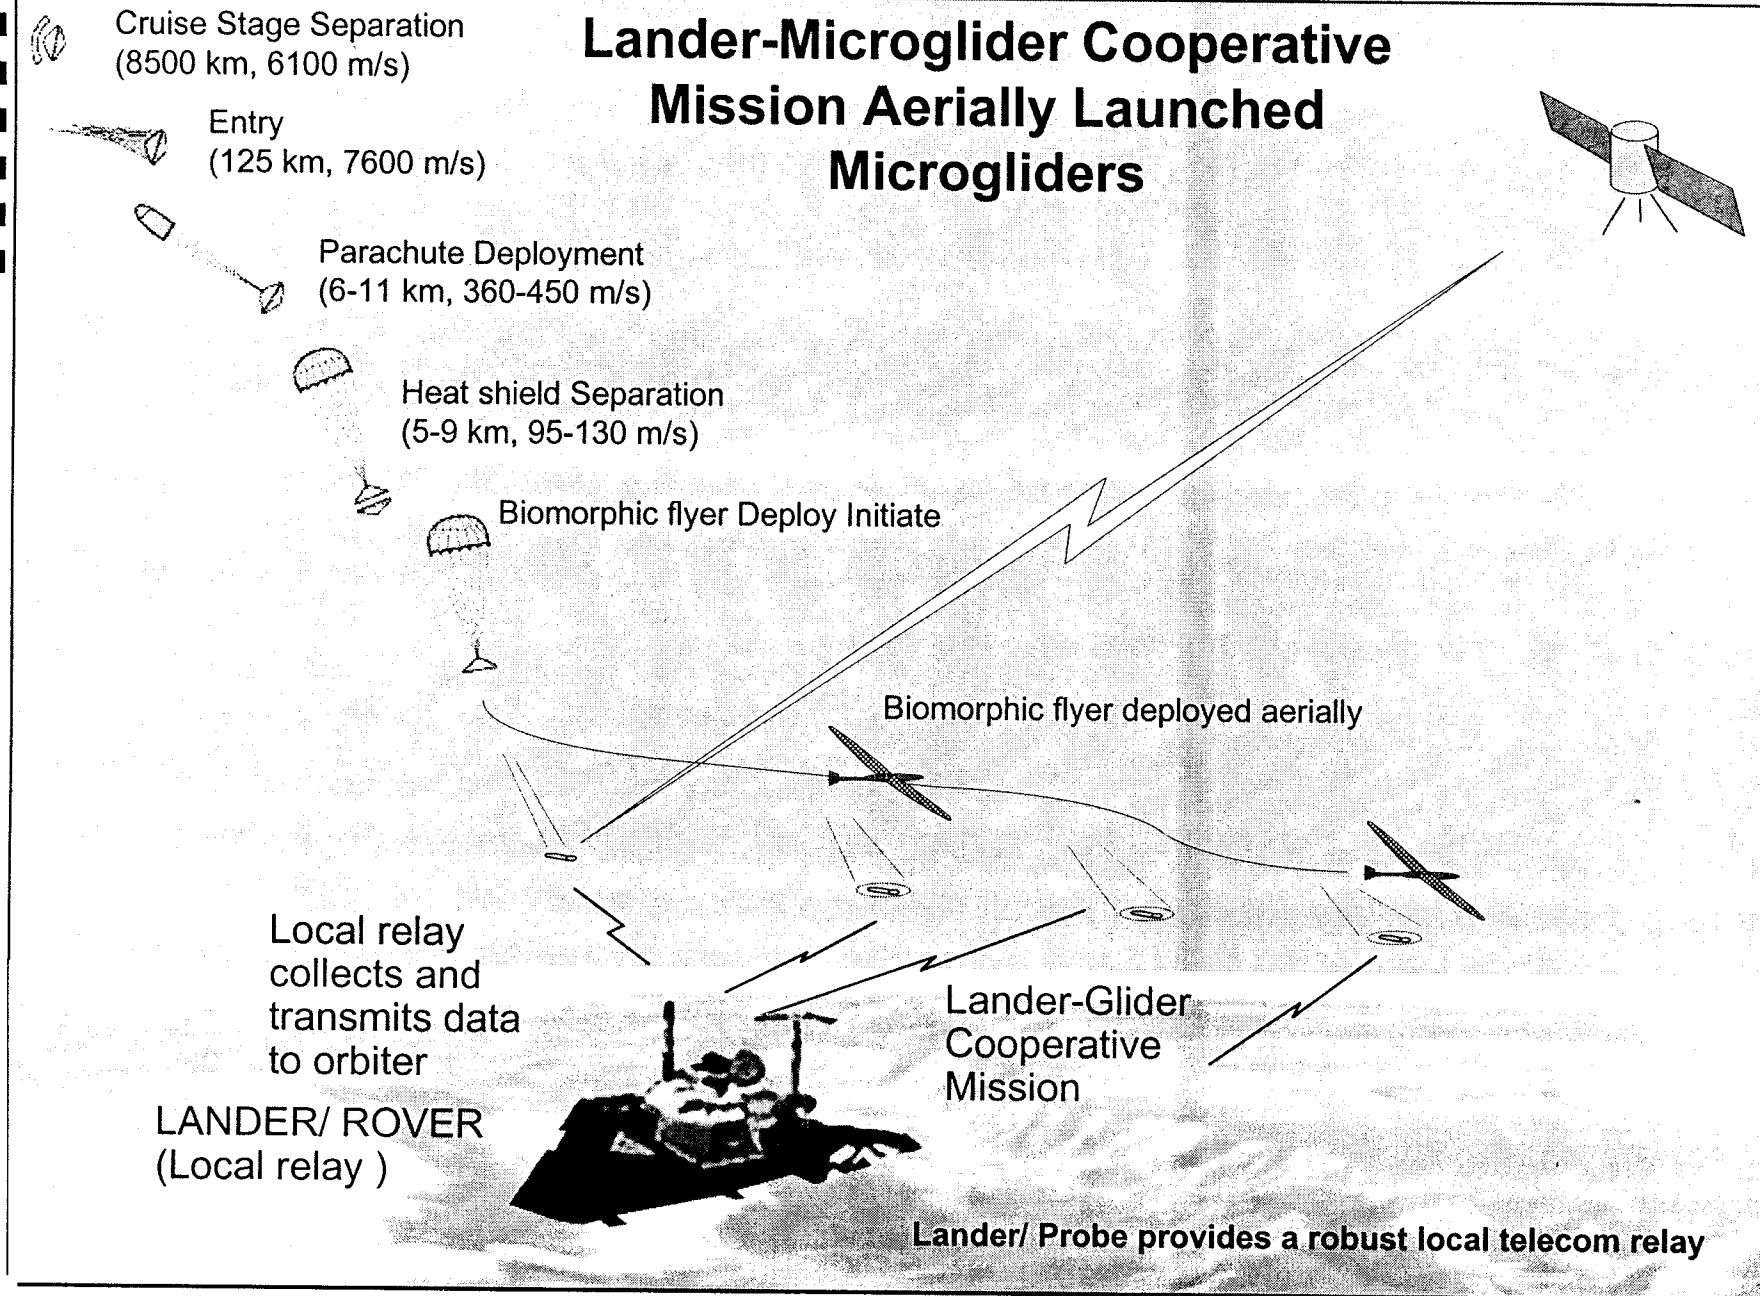 Lander-Microglider Cooperative
Mission Aerially Launched
Microgliders
Cruise Stage Separation
(8500 km, 6100 m/s)
Entry
(125 km, 7600 m/s)
Parachute Deployment
(6-11 km, 360-450 m/s)
Heat shield Separation
(5-9 km, 95-130 m/s)
Biomorphic flyer Deploy Initiate
Biomorphic flyer deployed aerially
Local relay
collects and
transmits data
to orbiter
LANDER/ ROVER
(Local relay )
Lander-Glider
Cooperative
Mission
Lander/ Probe provides a robust local telecom relay